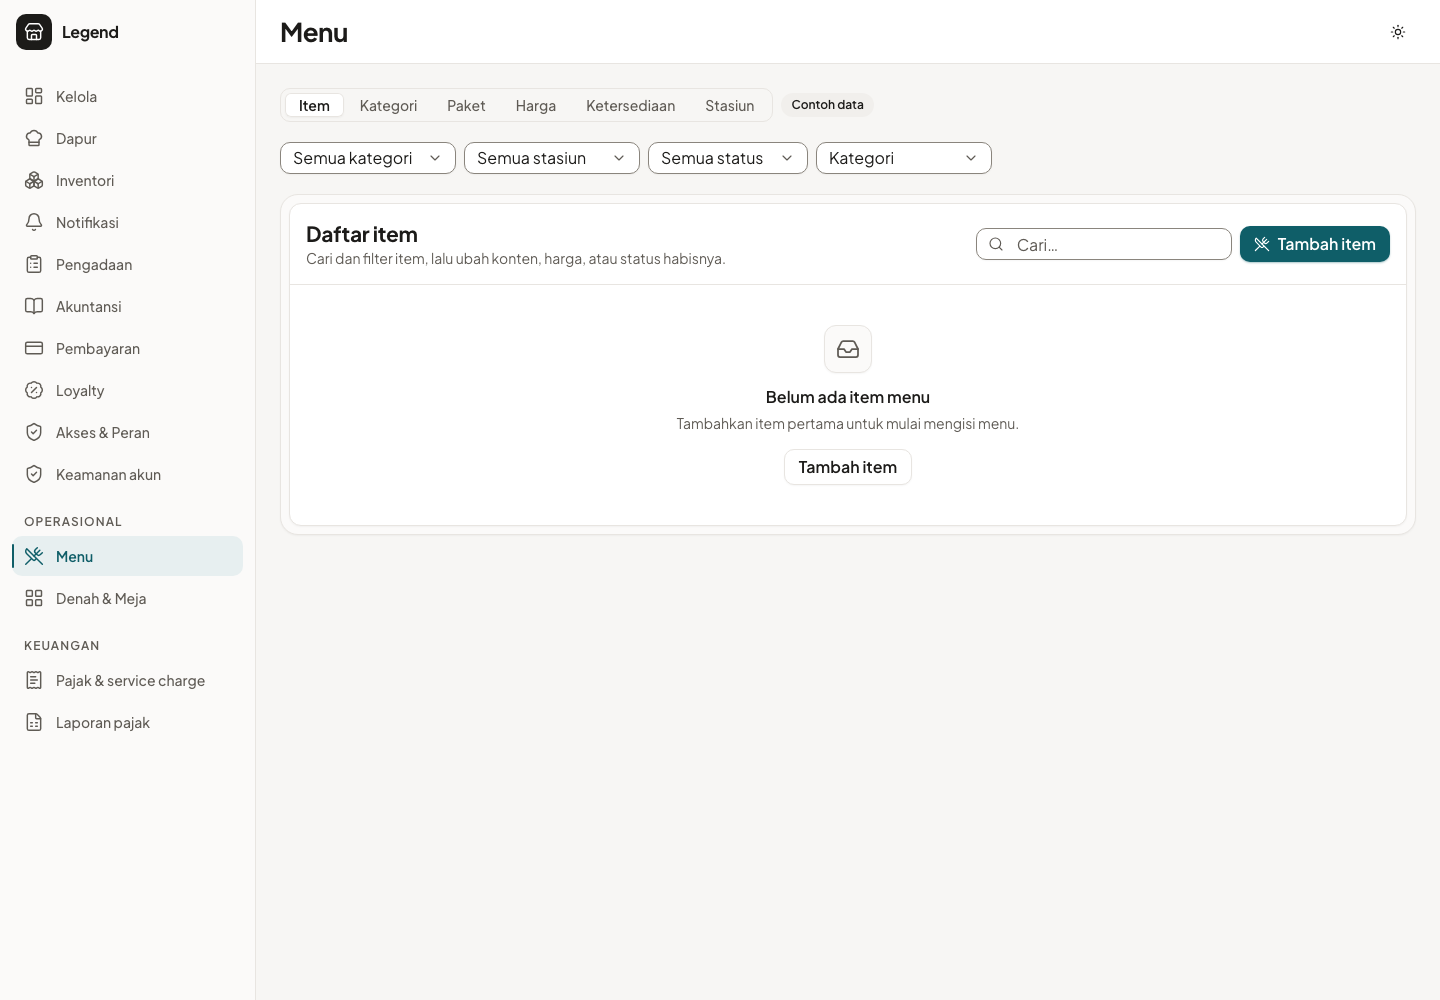 Legend
Menu
Kelola
Dapur
Inventori
Notifikasi
Pengadaan
Akuntansi
Pembayaran
Loyalty
Akses & Peran
Keamanan akun
OPERASIONAL
Menu
Denah & Meja
KEUANGAN
Pajak & service charge
Laporan pajak
Item Kategori Paket Harga Ketersediaan Stasiun Contoh data
Semua kategori Semua stasiun Semua status Kategori
Daftar item
Cari dan filter item, lalu ubah konten, harga, atau status habisnya.
Cari... Tambah item
Belum ada item menu
Tambahkan item pertama untuk mulai mengisi menu.
Tambah item